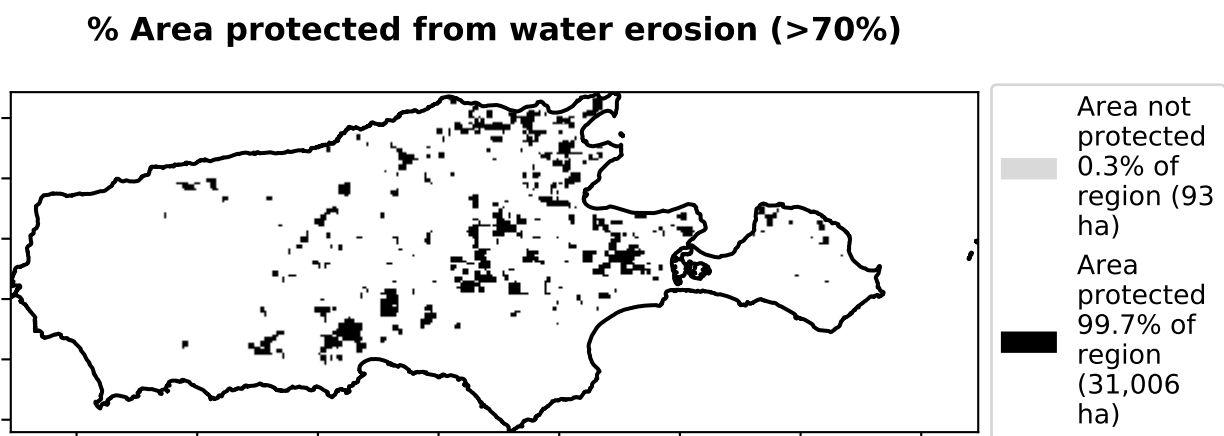 % Area protected from water erosion (>70%)
Area not
protected
0.3% of
region (93
ha)
Area
protected
99.7% of
region
(31,006
ha)